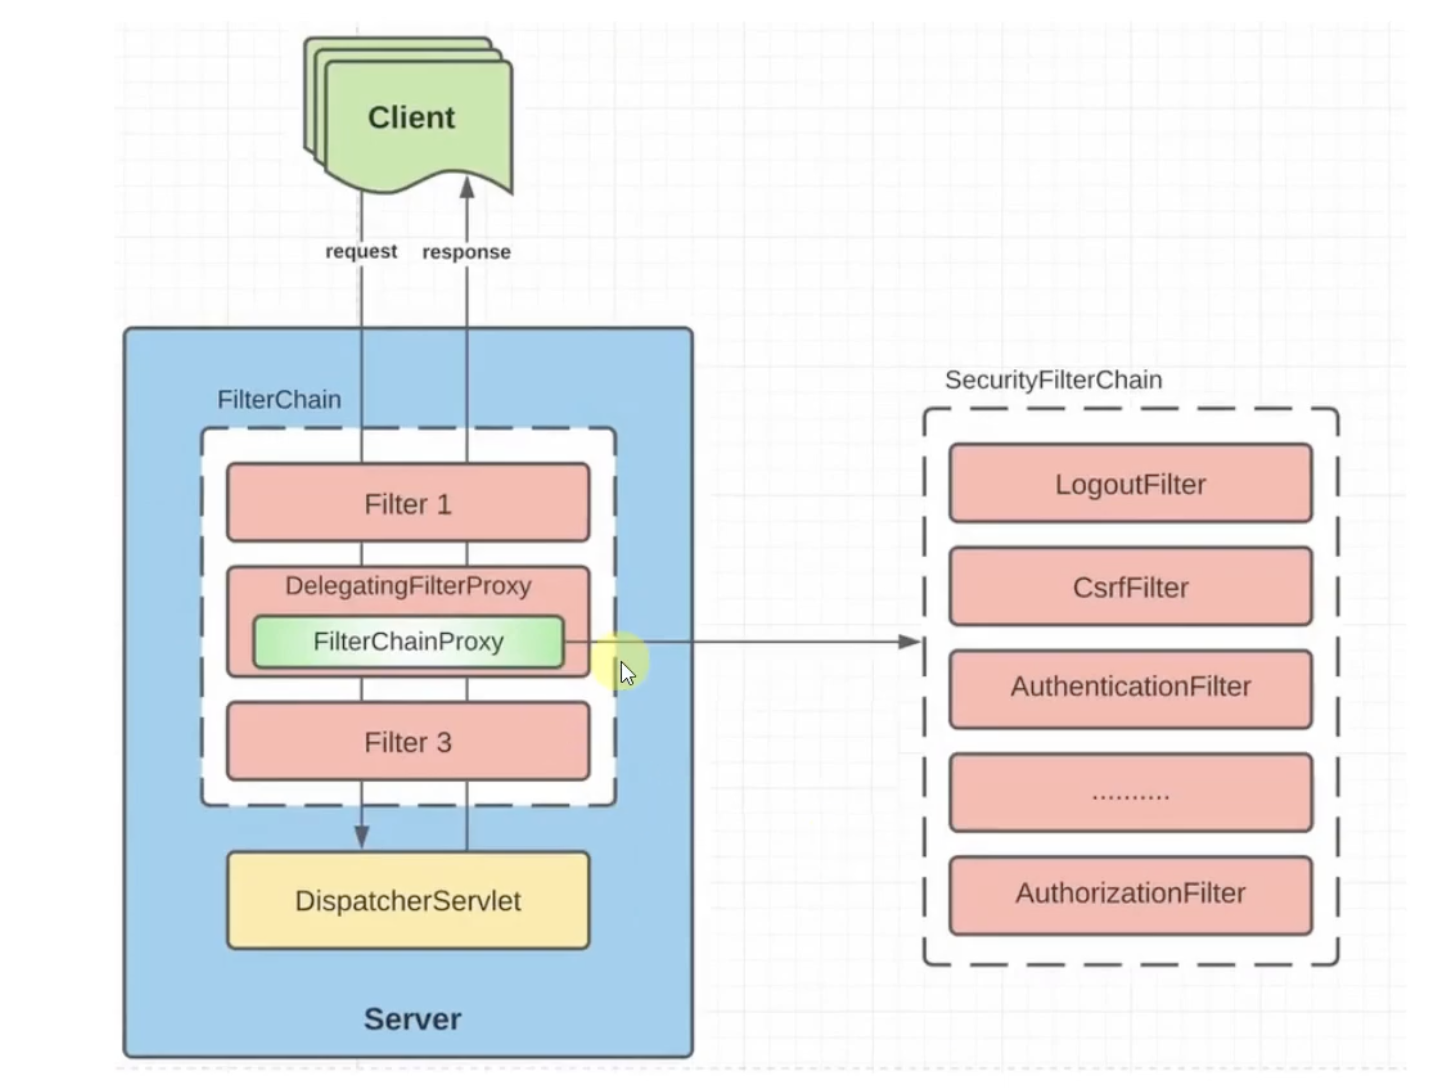 Client
request response
FilterChain
Filter 1
DelegatingFilterProxy
FilterChainProxy
Filter 3
DispatcherServlet
Server
SecurityFilterChain
LogoutFilter
CsrfFilter
AuthenticationFilter
..........
AuthorizationFilter